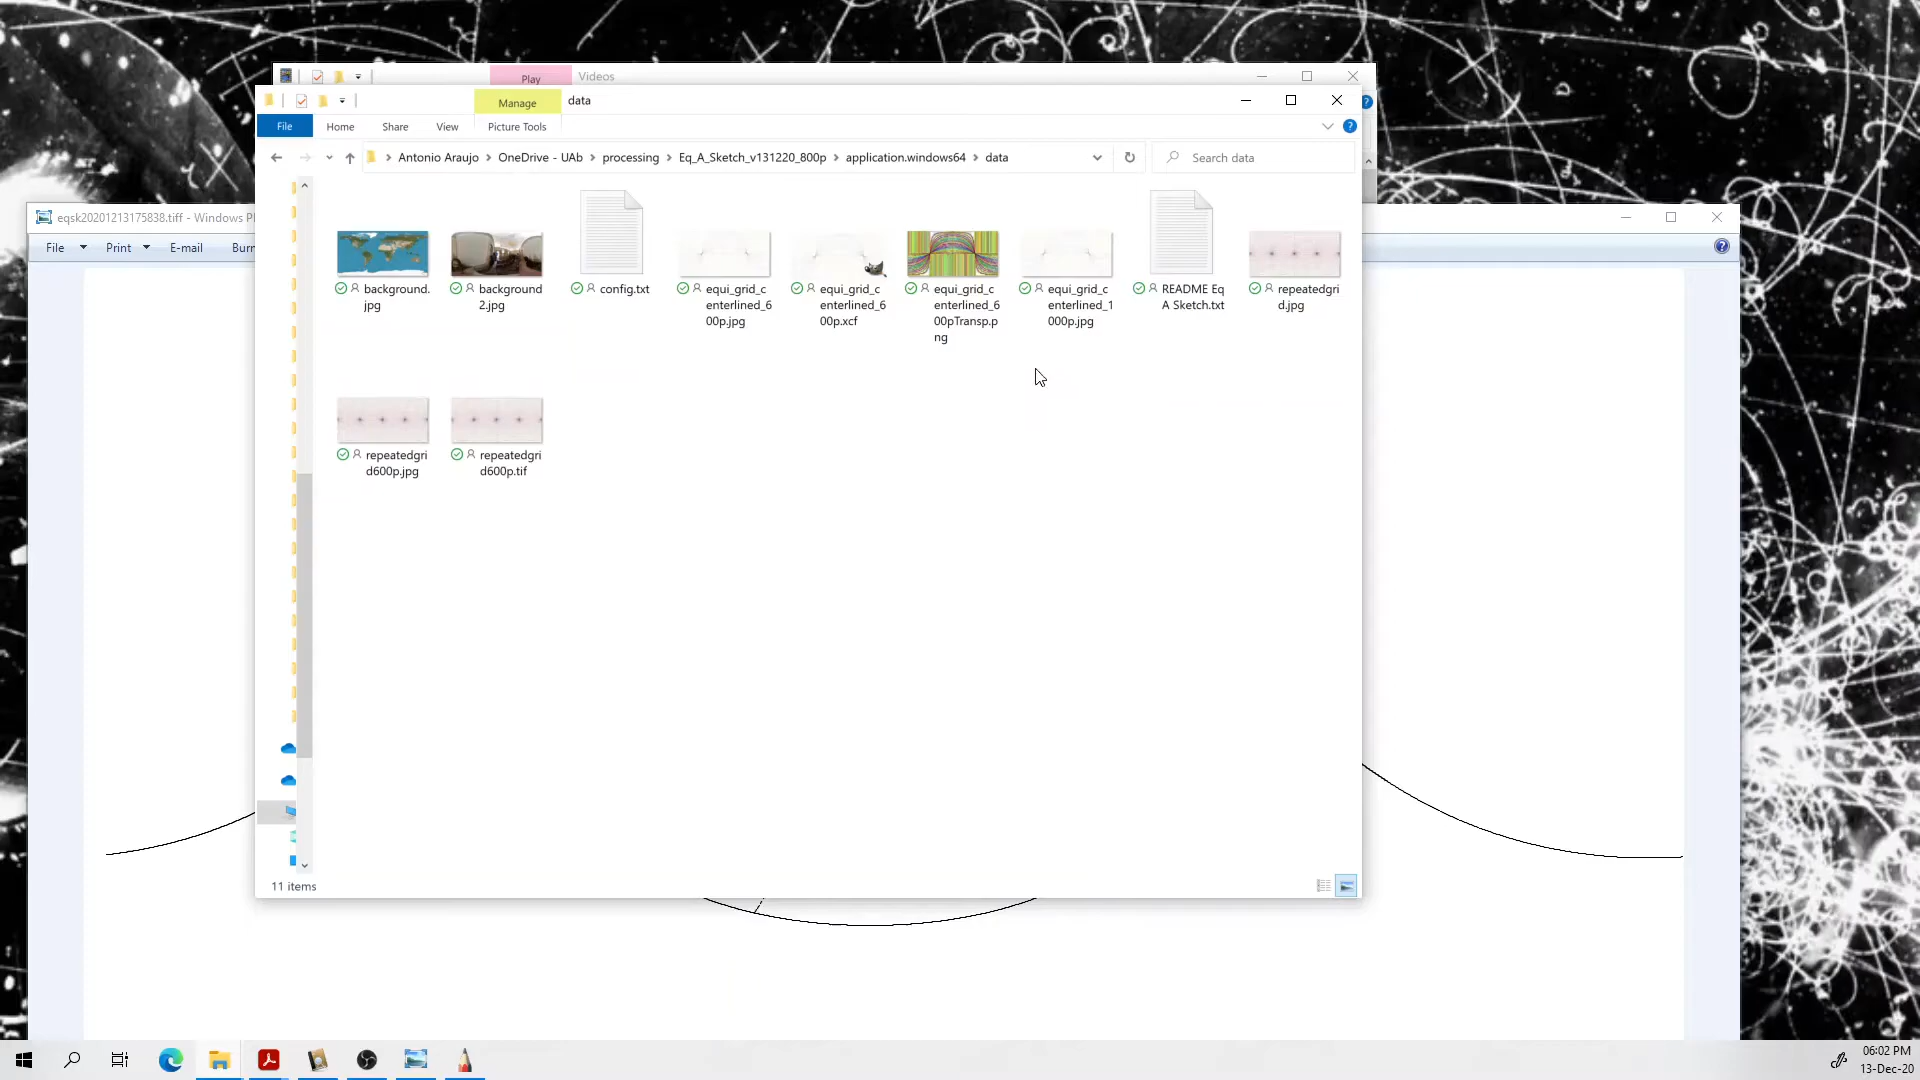 Play Videos
Manage data
File Home Share View Picture Tools
Antonio Araujo OneDrive - UAb processing Eq_A_Sketch_v131220_800p application.windows64 data
Search data
eqsk20201213175838.tiff - Windows P
File Print E-mail Burn
background.
jpg
background
2.jpg
config.txt
equi_grid_c
enterlined_6
00p.jpg
equi_grid_c
enterlined_6
00p.xcf
equi_grid_c
enterlined_6
00pTransp.p
ng
equi_grid_c
enterlined_1
000p.jpg
README Eq
A Sketch.txt
repeatedgri
d.jpg
repeatedgri
d600p.jpg
repeatedgri
d600p.tif
11 items
06:02 PM
13-Dec-20